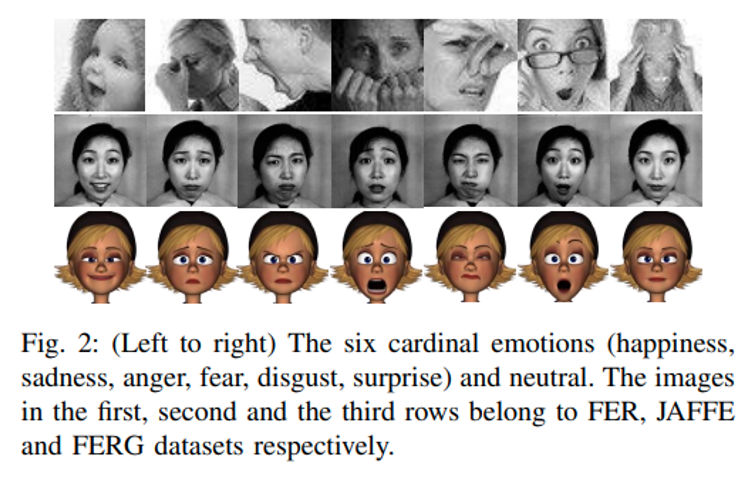 Fig. 2: (Left to right) The six cardinal emotions (happiness,
sadness, anger, fear, disgust, surprise) and neutral. The images
in the first, second and the third rows belong to FER, JAFFE
and FERG datasets respectively.